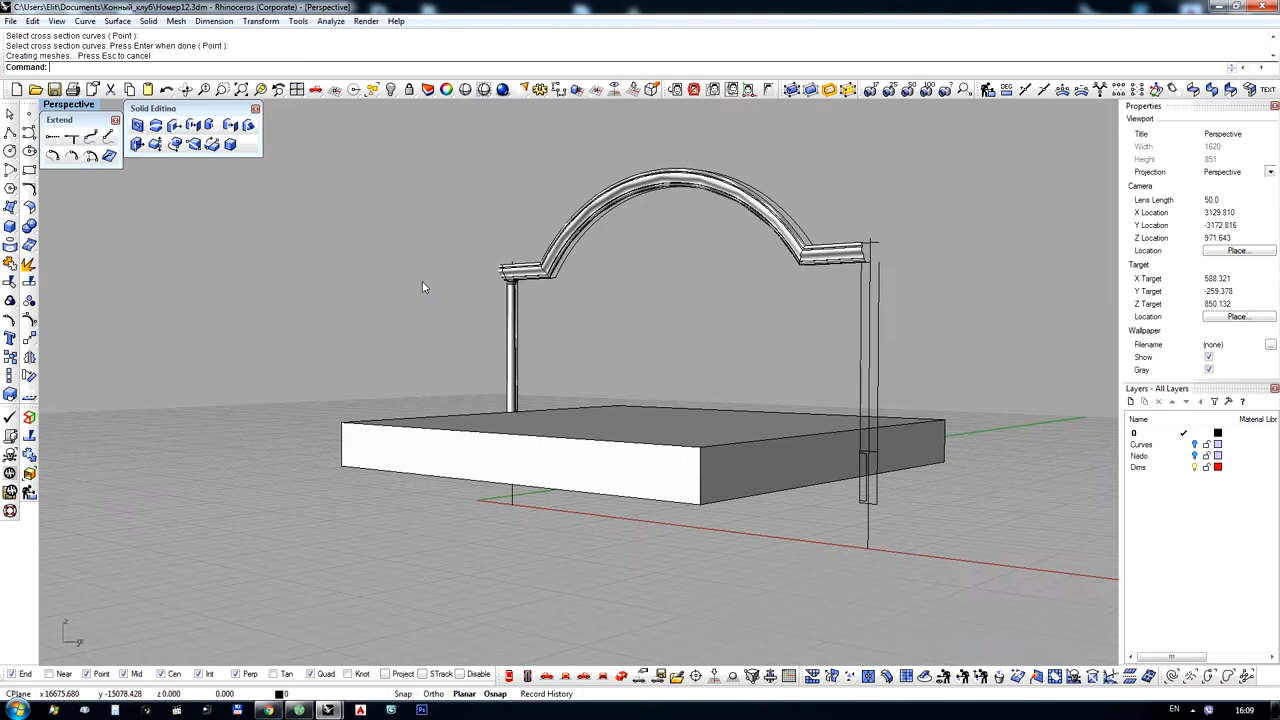 C:\Users\Elit\Documents\Конный_клуб\Номер12.3dm - Rhinoceros (Corporate) - [Perspective]
File Edit View Curve Surface Solid Mesh Dimension Transform Tools Analyze Render Help
Select cross section curves ( Point ):
Select cross section curves. Press Enter when done ( Point ):
Creating meshes... Press Esc to cancel
Command:
TEXT
Perspective
Extend
Solid Editing
Properties
Viewport
Title Perspective
Width 1620
Height 851
Projection Perspective
Camera
Lens Length 50.0
X Location 3129.810
Y Location -3172.816
Z Location 971.643
Location Place...
Target
X Target 588.321
Y Target -259.378
Z Target 850.132
Location Place...
Wallpaper
Filename (none) ...
Show
Gray
Layers - All Layers
Name Material Libr
0
Curves
Nado
Dims
z
End Near Point Mid Cen Int Perp Tan Quad Knot Project STrack Disable
CPlane x16675.680 y -15078.428 z 0.000 0.000 0 Snap Ortho Planar Osnap Record History
EN 16:09